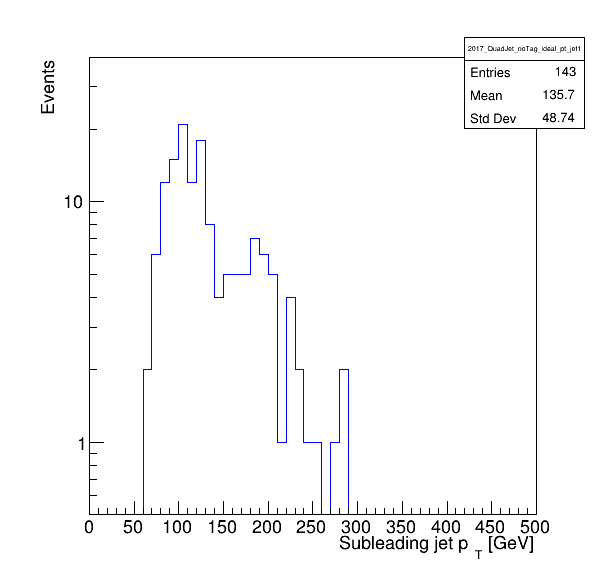 2017_QuadJet_noTag_ideal_pt_jet1
Entries 143
Mean 135.7
Std Dev 48.74
Events
10
1
0 50 100 150 200 250 300 350 400 450 500
Subleading jet p_T [GeV]